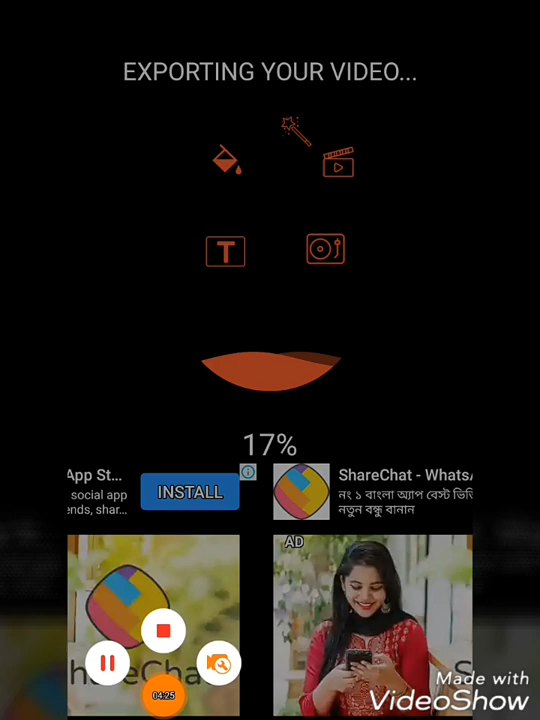 EXPORTING YOUR VIDEO...
T
17%
App St...
social app
ends, shar...
INSTALL
ShareChat - Whats
নং ১ বাংলা অ্যাপ বেস্ট
নতুন বন্ধু বানান
AD
hareCha
S
04:25
Made with
VideoShow